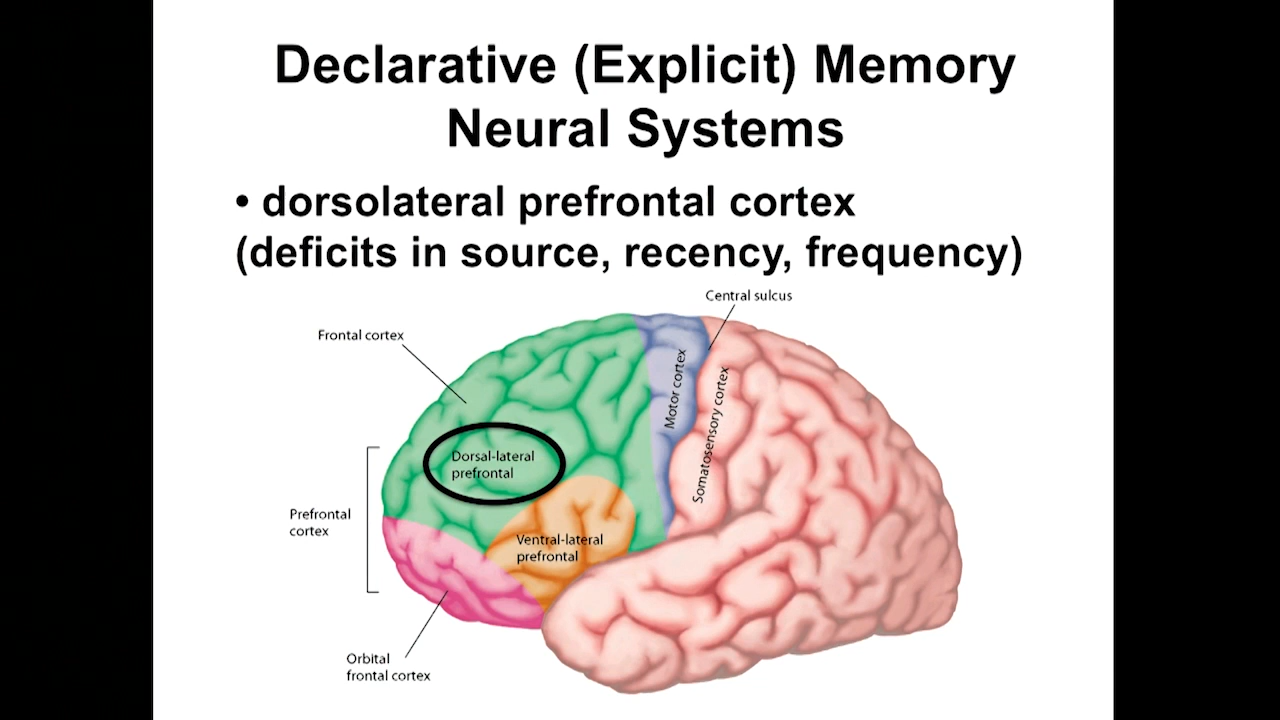 Declarative (Explicit) Memory
Neural Systems
• dorsolateral prefrontal cortex
(deficits in source, recency, frequency)
Central sulcus
Frontal cortex
Motor cortex
Somatosensory cortex
Dorsal-lateral
prefrontal
Prefrontal
cortex
Ventral-lateral
prefrontal
Orbital
frontal cortex